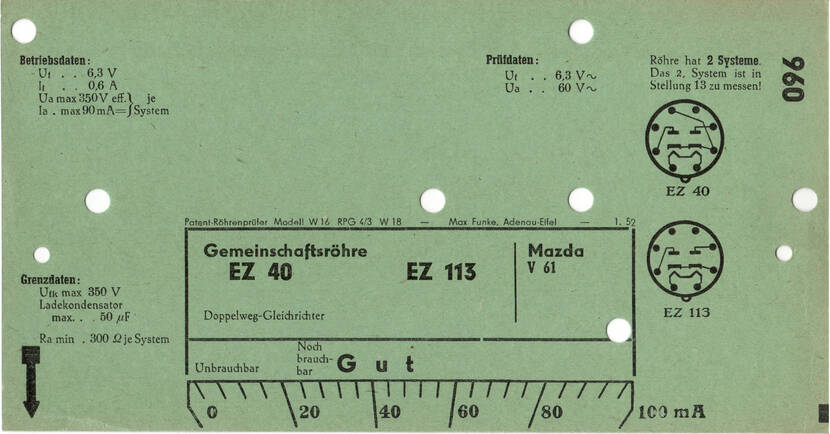 Betriebsdaten:
Uf . . 6,3 V
If . . 0,6 A
Ua max 350 V eff. } je
Ia . max 90 mA= } System
Prüfdaten:
Uf . . 6,3 V~
Ua . . 60 V~
Röhre hat 2 Systeme.
Das 2. System ist in
Stellung 13 zu messen!
960
EZ 40
Patent-Röhrenprüfer Modell W 16 RPG 4/3 W 18 — Max Funke, Adenau-Eifel — 1. 52
Gemeinschaftsröhre
EZ 40 EZ 113
Mazda
V 61
Doppelweg-Gleichrichter
EZ 113
Grenzdaten:
Ufk max 350 V
Ladekondensator
max. . 50 µF
Ra min . 300 Ω je System
Unbrauchbar
Noch
brauch-
bar
Gut
0 20 40 60 80 100 mA